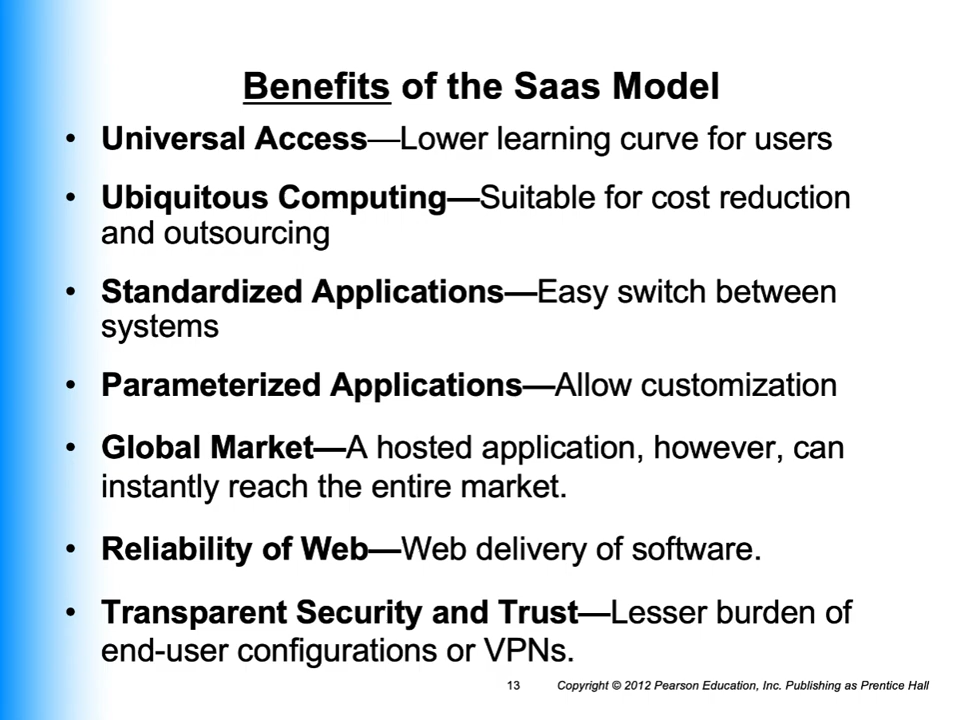 Benefits of the Saas Model
• Universal Access—Lower learning curve for users
• Ubiquitous Computing—Suitable for cost reduction
and outsourcing
• Standardized Applications—Easy switch between
systems
• Parameterized Applications—Allow customization
• Global Market—A hosted application, however, can
instantly reach the entire market.
• Reliability of Web—Web delivery of software.
• Transparent Security and Trust—Lesser burden of
end-user configurations or VPNs.
13 Copyright © 2012 Pearson Education, Inc. Publishing as Prentice Hall